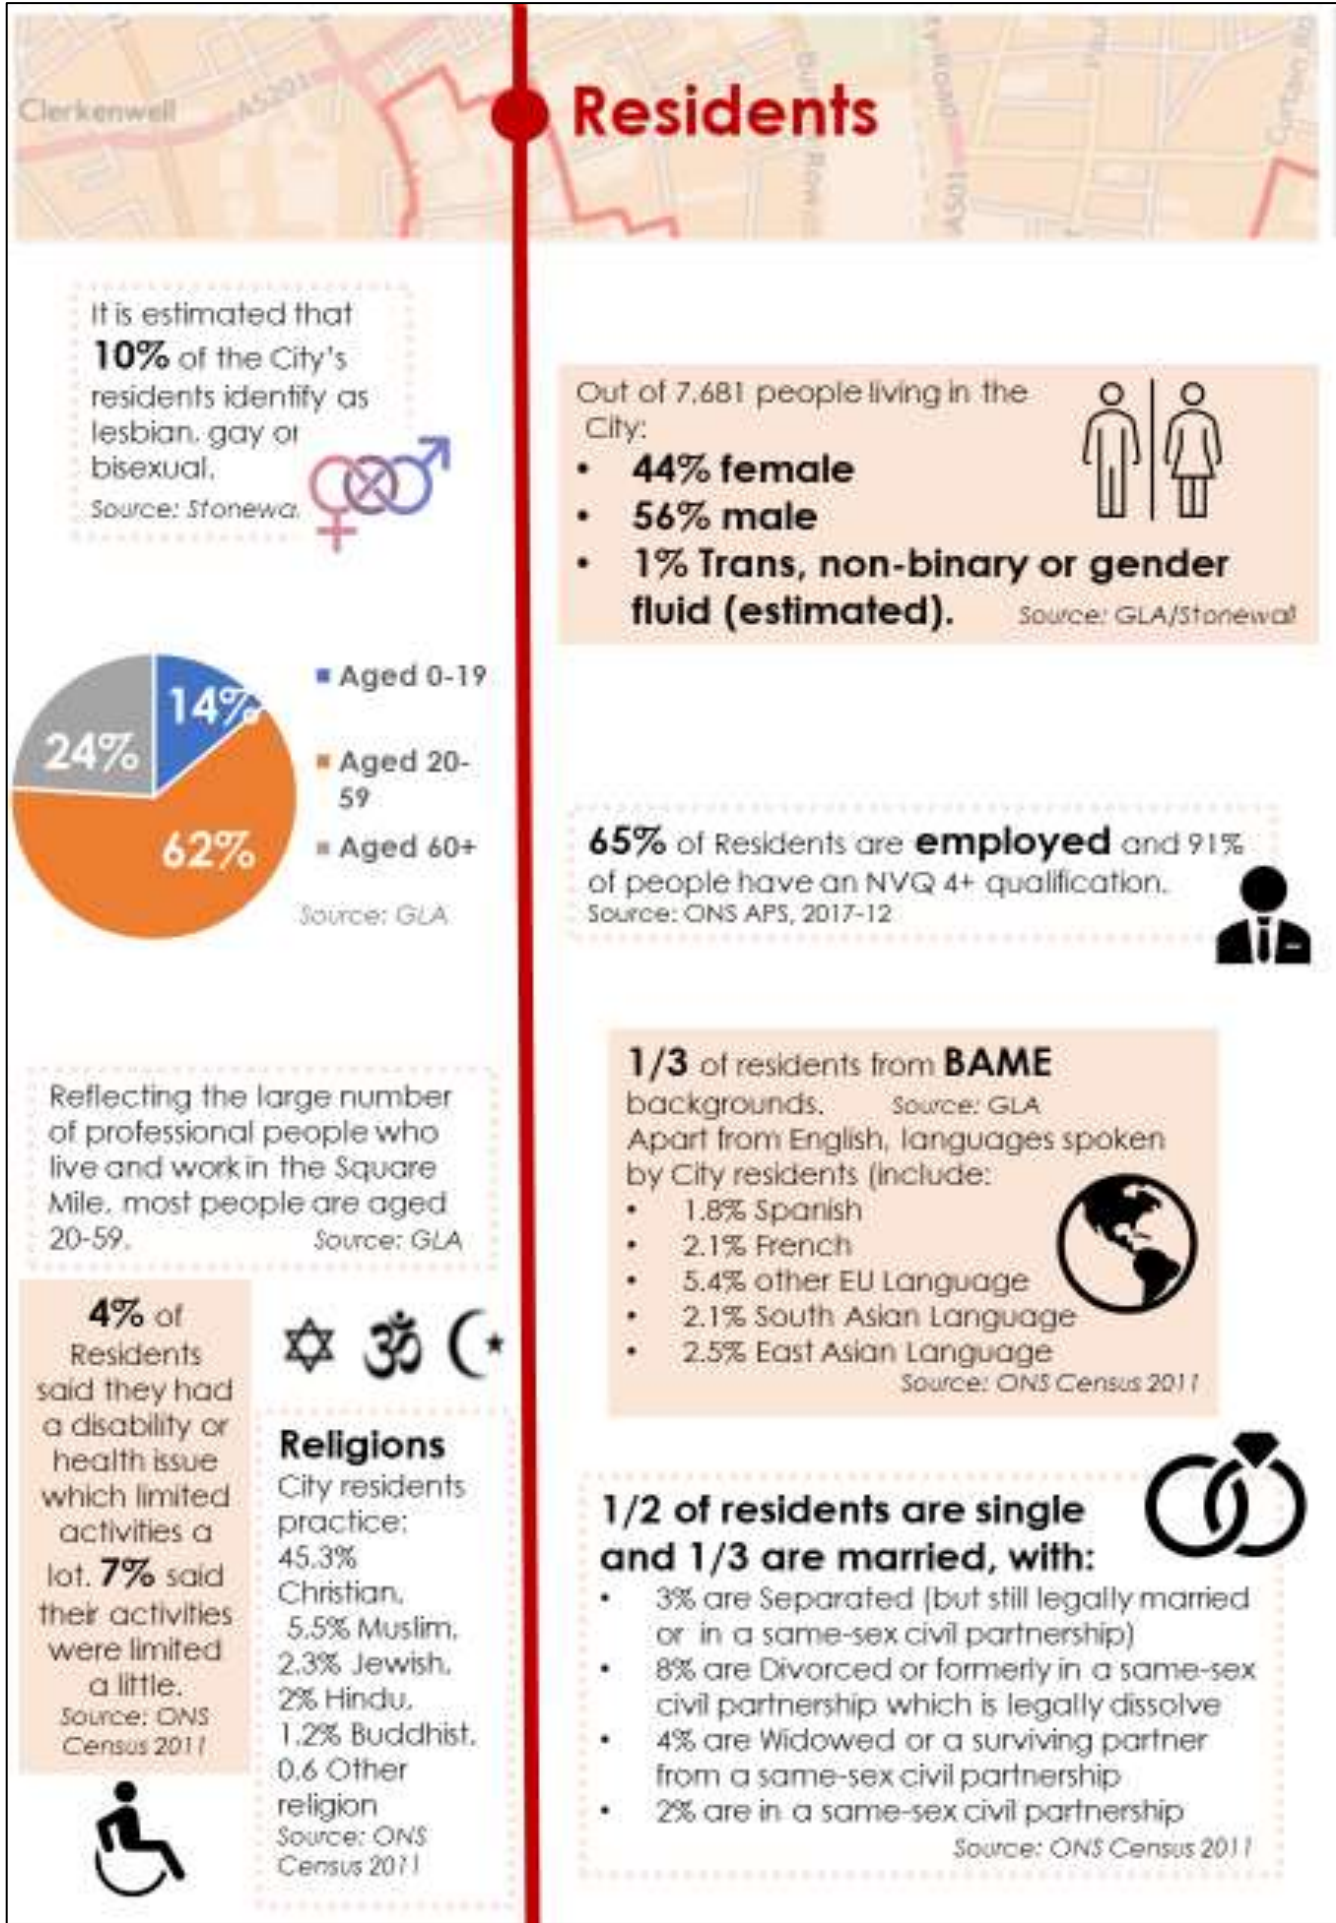 Clerkenwell
A5201
Residents
It is estimated that
10% of the City's
residents identify as
lesbian, gay or
bisexual.
Source: Stonewa
Out of 7,681 people living in the
City:
• 44% female
• 56% male
• 1% Trans, non-binary or gender
fluid (estimated).
Source: GLA/Stonewall
14%
24%
62%
Aged 0-19
Aged 20-
59
Aged 60+
Source: GLA
65% of Residents are employed and 91%
of people have an NVQ 4+ qualification.
Source: ONS APS, 2017-12
Reflecting the large number
of professional people who
live and work in the Square
Mile, most people are aged
20-59. Source: GLA
1/3 of residents from BAME
backgrounds. Source: GLA
Apart from English, languages spoken
by City residents (include:
• 1.8% Spanish
• 2.1% French
• 5.4% other EU Language
• 2.1% South Asian Language
• 2.5% East Asian Language
Source: ONS Census 2011
4% of
Residents
said they had
a disability or
health issue
which limited
activities a
lot. 7% said
their activities
were limited
a little.
Source: ONS
Census 2011
ॐ
Religions
City residents
practice:
45.3%
Christian,
5.5% Muslim,
2.3% Jewish,
2% Hindu,
1.2% Buddhist,
0.6 Other
religion
Source: ONS
Census 2011
1/2 of residents are single
and 1/3 are married, with:
• 3% are Separated (but still legally married
or in a same-sex civil partnership)
• 8% are Divorced or formerly in a same-sex
civil partnership which is legally dissolve
• 4% are Widowed or a surviving partner
from a same-sex civil partnership
• 2% are in a same-sex civil partnership
Source: ONS Census 2011